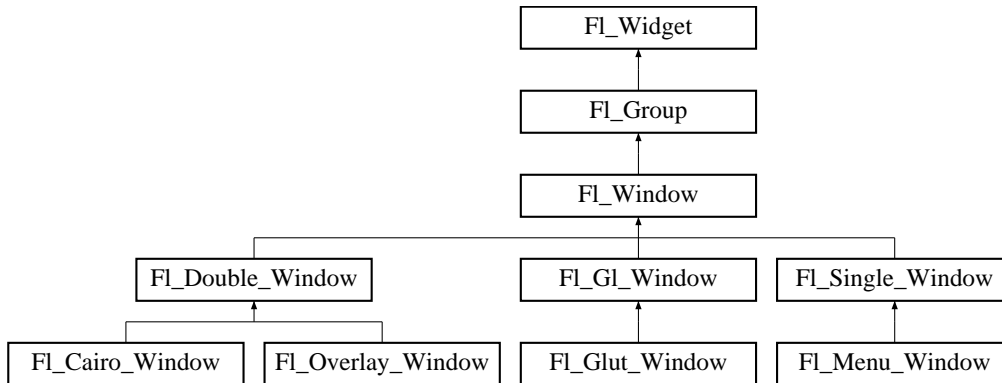 Fl_Widget
Fl_Group
Fl_Window
Fl_Double_Window
Fl_Gl_Window
Fl_Single_Window
Fl_Cairo_Window
Fl_Overlay_Window
Fl_Glut_Window
Fl_Menu_Window